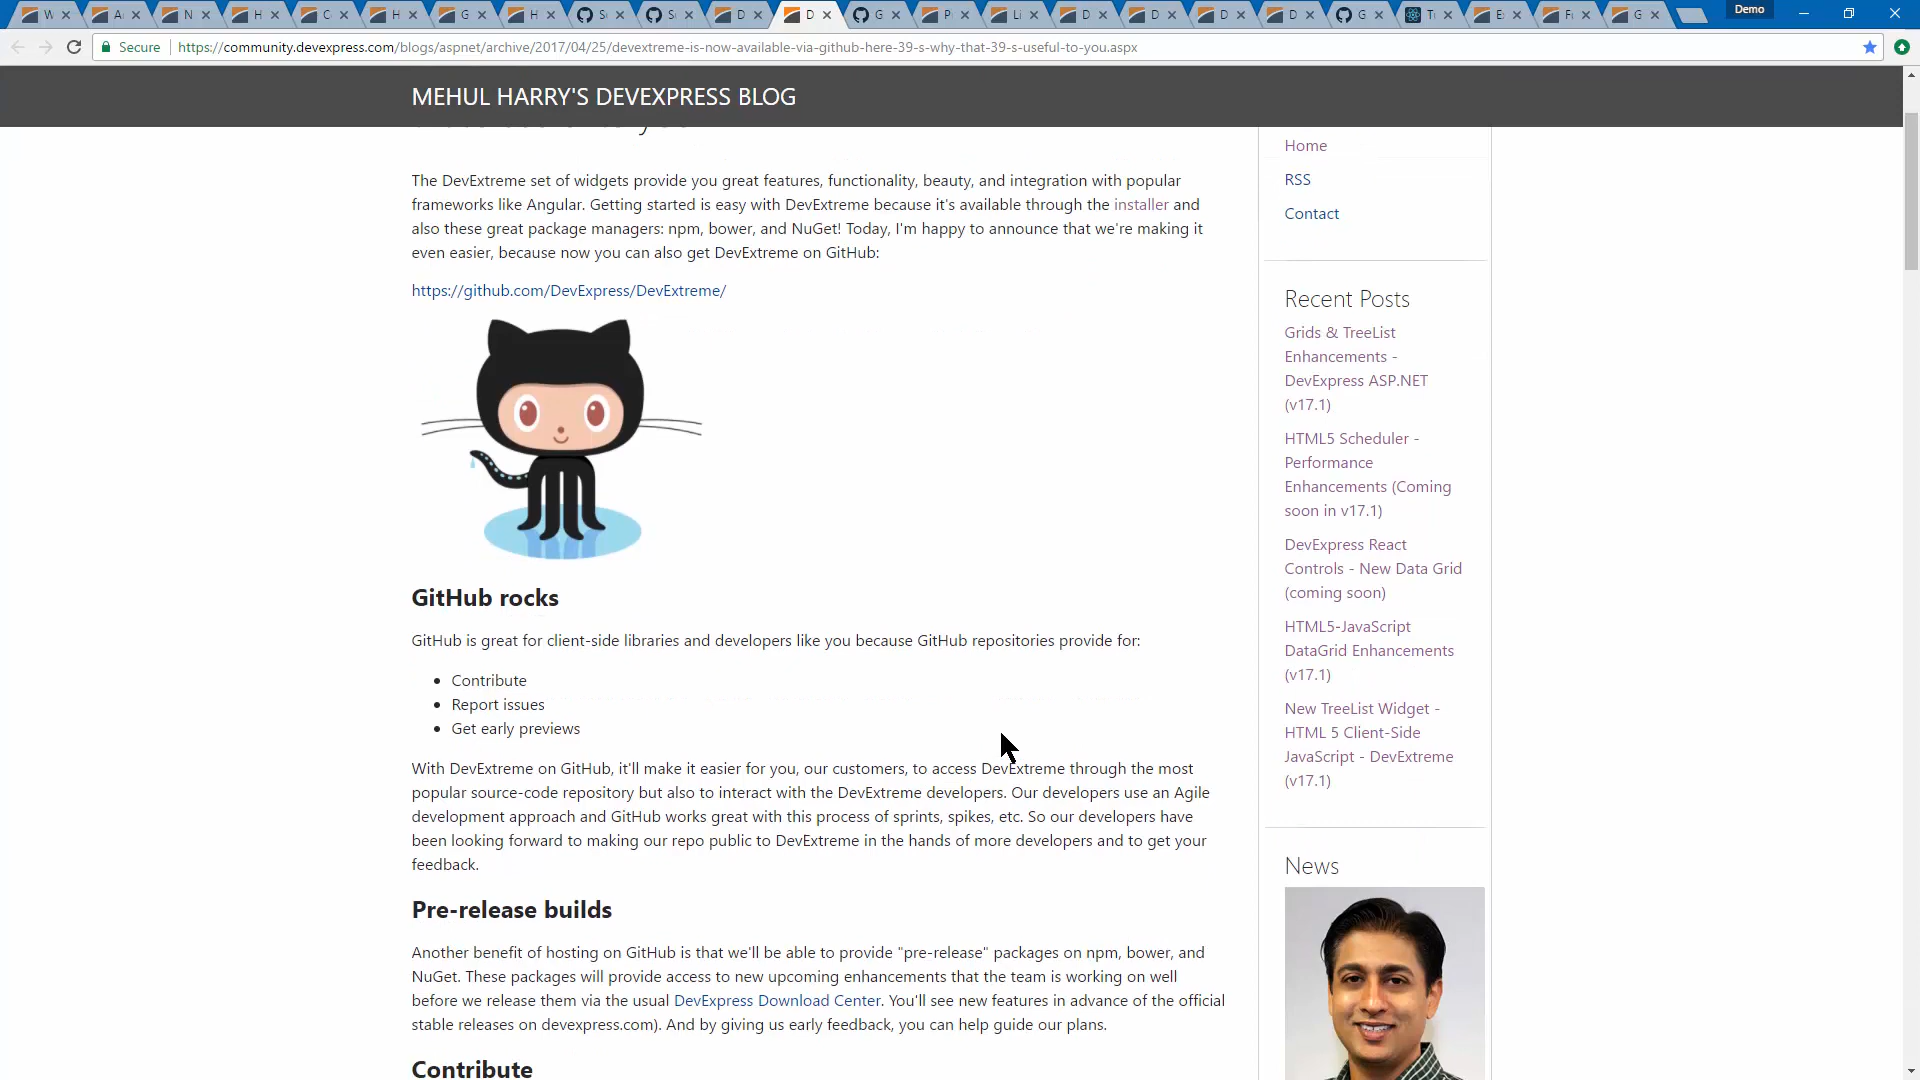 W
A
N
H
C
H
G
H
S
S
D
D
G
P
Li
D
D
D
D
G
T
E
F
G
Demo
Secure
https://community.devexpress.com/blogs/aspnet/archive/2017/04/25/devextreme-is-now-available-via-github-here-39-s-why-that-39-s-useful-to-you.aspx
MEHUL HARRY'S DEVEXPRESS BLOG
The DevExtreme set of widgets provide you great features, functionality, beauty, and integration with popular
frameworks like Angular. Getting started is easy with DevExtreme because it's available through the installer and
also these great package managers: npm, bower, and NuGet! Today, I'm happy to announce that we're making it
even easier, because now you can also get DevExtreme on GitHub:
https://github.com/DevExpress/DevExtreme/
GitHub rocks
GitHub is great for client-side libraries and developers like you because GitHub repositories provide for:
Contribute
Report issues
Get early previews
With DevExtreme on GitHub, it'll make it easier for you, our customers, to access DevExtreme through the most
popular source-code repository but also to interact with the DevExtreme developers. Our developers use an Agile
development approach and GitHub works great with this process of sprints, spikes, etc. So our developers have
been looking forward to making our repo public to DevExtreme in the hands of more developers and to get your
feedback.
Pre-release builds
Another benefit of hosting on GitHub is that we'll be able to provide "pre-release" packages on npm, bower, and
NuGet. These packages will provide access to new upcoming enhancements that the team is working on well
before we release them via the usual DevExpress Download Center. You'll see new features in advance of the official
stable releases on devexpress.com). And by giving us early feedback, you can help guide our plans.
Contribute
Home
RSS
Contact
Recent Posts
Grids & TreeList
Enhancements -
DevExpress ASP.NET
(v17.1)
HTML5 Scheduler -
Performance
Enhancements (Coming
soon in v17.1)
DevExpress React
Controls - New Data Grid
(coming soon)
HTML5-JavaScript
DataGrid Enhancements
(v17.1)
New TreeList Widget -
HTML 5 Client-Side
JavaScript - DevExtreme
(v17.1)
News